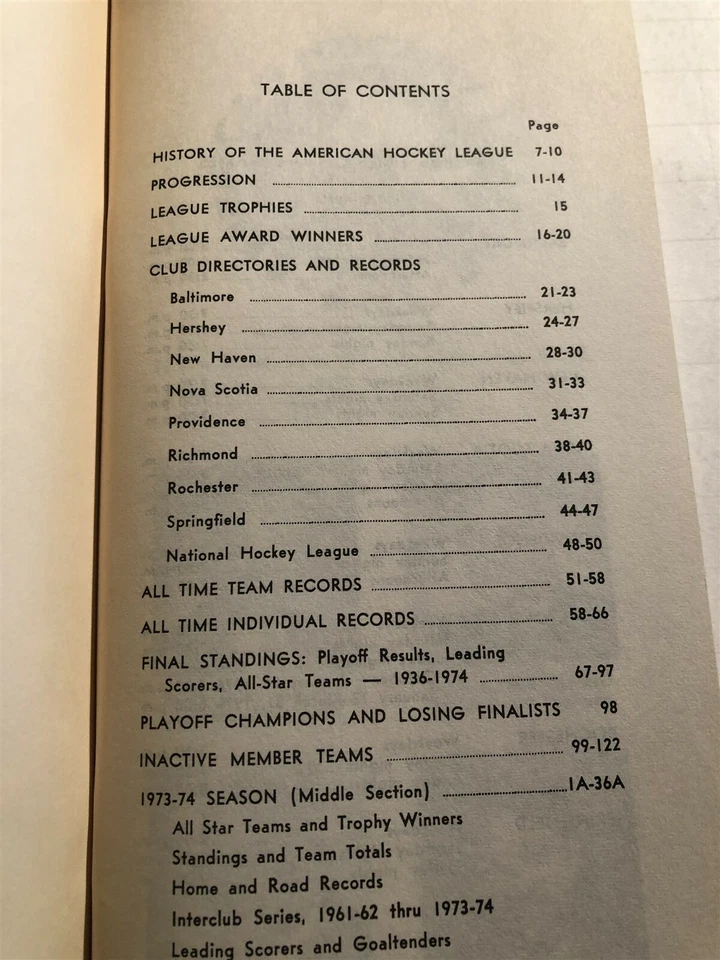 TABLE OF CONTENTS
Page
HISTORY OF THE AMERICAN HOCKEY LEAGUE 7-10
PROGRESSION 11-14
LEAGUE TROPHIES 15
LEAGUE AWARD WINNERS 16-20
CLUB DIRECTORIES AND RECORDS
Baltimore 21-23
Hershey 24-27
New Haven 28-30
Nova Scotia 31-33
Providence 34-37
Richmond 38-40
Rochester 41-43
Springfield 44-47
National Hockey League 48-50
ALL TIME TEAM RECORDS 51-58
ALL TIME INDIVIDUAL RECORDS 58-66
FINAL STANDINGS: Playoff Results, Leading
Scorers, All-Star Teams — 1936-1974 67-97
PLAYOFF CHAMPIONS AND LOSING FINALISTS 98
INACTIVE MEMBER TEAMS 99-122
1973-74 SEASON (Middle Section) 1A-36A
All Star Teams and Trophy Winners
Standings and Team Totals
Home and Road Records
Interclub Series, 1961-62 thru 1973-74
Leading Scorers and Goaltenders